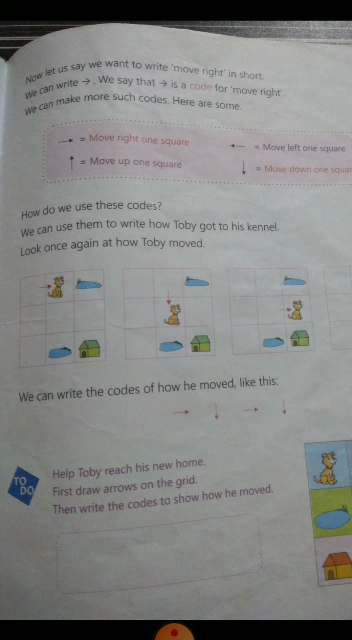 Now let us say we want to write 'move right' in short.
We can write → . We say that → is a code for 'move right'
We can make more such codes. Here are some.
→ = Move right one square
← = Move left one square
↑ = Move up one square
↓ = Move down one squar
How do we use these codes?
We can use them to write how Toby got to his kennel.
Look once again at how Toby moved.
We can write the codes of how he moved, like this:
→ ↓ → ↓
TO
DO
Help Toby reach his new home.
First draw arrows on the grid.
Then write the codes to show how he moved.